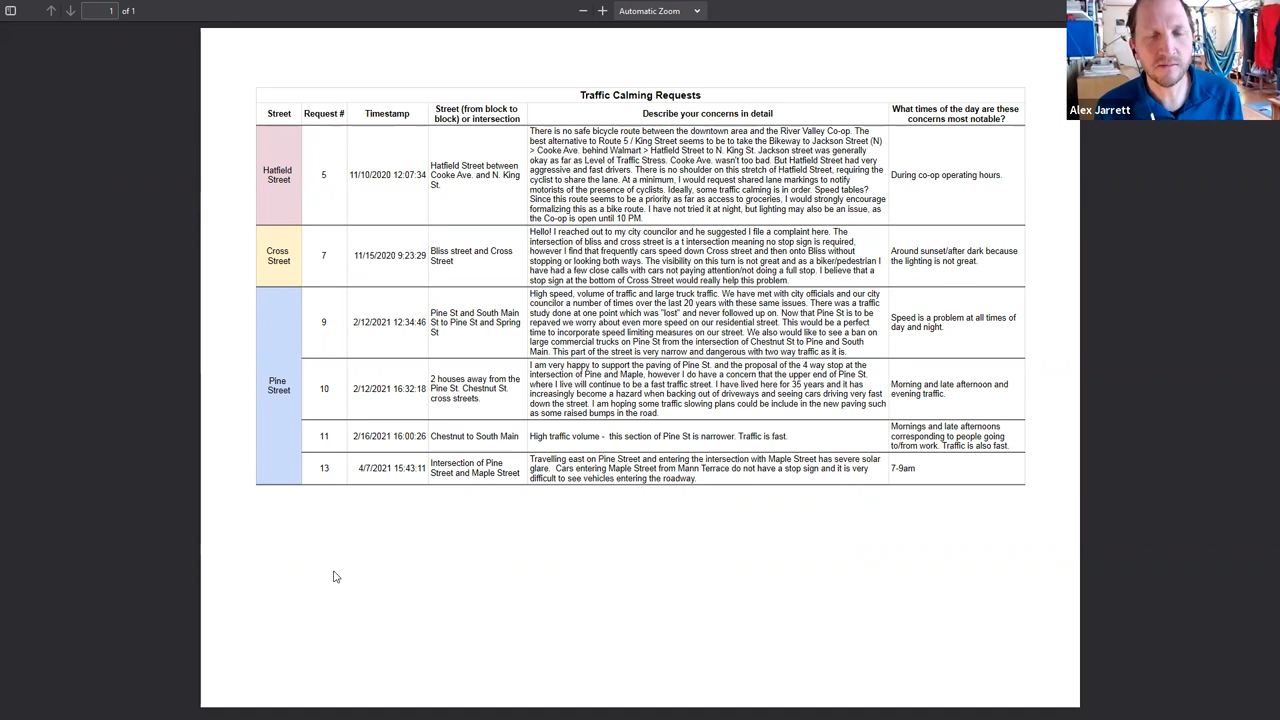 1
of 1
Automatic Zoom
Alex Jarrett
Traffic Calming Requests
Street
Request #
Timestamp
Street (from block to
block) or intersection
Describe your concerns in detail
What times of the day are these
concerns most notable?
Hatfield
Street
5
11/10/2020 12:07:34
Hatfield Street between
Cooke Ave. and N. King
St.
There is no safe bicycle route between the downtown area and the River Valley Co-op. The
best alternative to Route 5 / King Street seems to be to take the Bikeway to Jackson Street (N)
> Cooke Ave. behind Walmart > Hatfield Street to N. King St. Jackson street was generally
okay as far as Level of Traffic Stress. Cooke Ave. wasn't too bad. But Hatfield Street had very
aggressive and fast drivers. There is no shoulder on this stretch of Hatfield Street, requiring the
cyclist to share the lane. At a minimum, I would request shared lane markings to notify
motorists of the presence of cyclists. Ideally, some traffic calming is in order. Speed tables?
Since this route seems to be a priority as far as access to groceries, I would strongly encourage
formalizing this as a bike route. I have not tried it at night, but lighting may also be an issue, as
the Co-op is open until 10 PM.
During co-op operating hours.
Cross
Street
7
11/15/2020 9:23:29
Bliss street and Cross
Street
Hello! I reached out to my city councilor and he suggested I file a complaint here. The
intersection of bliss and cross street is a t intersection meaning no stop sign is required,
however I find that frequently cars speed down Cross street and then onto Bliss without
stopping or looking both ways. The visibility on this turn is not great and as a biker/pedestrian I
have had a few close calls with cars not paying attention/not doing a full stop. I believe that a
stop sign at the bottom of Cross Street would really help this problem.
Around sunset/after dark because
the lighting is not great.
Pine
Street
9
2/12/2021 12:34:46
Pine St and South Main
St to Pine St and Spring
St
High speed, volume of traffic and large truck traffic. We have met with city officials and our city
councilor a number of times over the last 20 years with these same issues. There was a traffic
study done at one point which was "lost" and never followed up on. Now that Pine St is to be
repaved we worry about even more speed on our residential street. This would be a perfect
time to incorporate speed limiting measures on our street. We also would like to see a ban on
large commercial trucks on Pine St from the intersection of Chestnut St to Pine and South
Main. This part of the street is very narrow and dangerous with two way traffic as it is.
Speed is a problem at all times of
day and night.
10
2/12/2021 16:32:18
2 houses away from the
Pine St. Chestnut St.
cross streets.
I am very happy to support the paving of Pine St. and the proposal of the 4 way stop at the
intersection of Pine and Maple, however I do have a concern that the upper end of Pine St.
where I live will continue to be a fast traffic street. I have lived here for 35 years and it has
increasingly become a hazard when backing out of driveways and seeing cars driving very fast
down the street. I am hoping some traffic slowing plans could be include in the new paving such
as some raised bumps in the road.
Morning and late afternoon and
evening traffic.
11
2/16/2021 16:00:26
Chestnut to South Main
High traffic volume - this section of Pine St is narrower. Traffic is fast.
Mornings and late afternoons
corresponding to people going
to/from work. Traffic is also fast.
13
4/7/2021 15:43:11
Intersection of Pine
Street and Maple Street
Travelling east on Pine Street and entering the intersection with Maple Street has severe solar
glare. Cars entering Maple Street from Mann Terrace do not have a stop sign and it is very
difficult to see vehicles entering the roadway.
7-9am